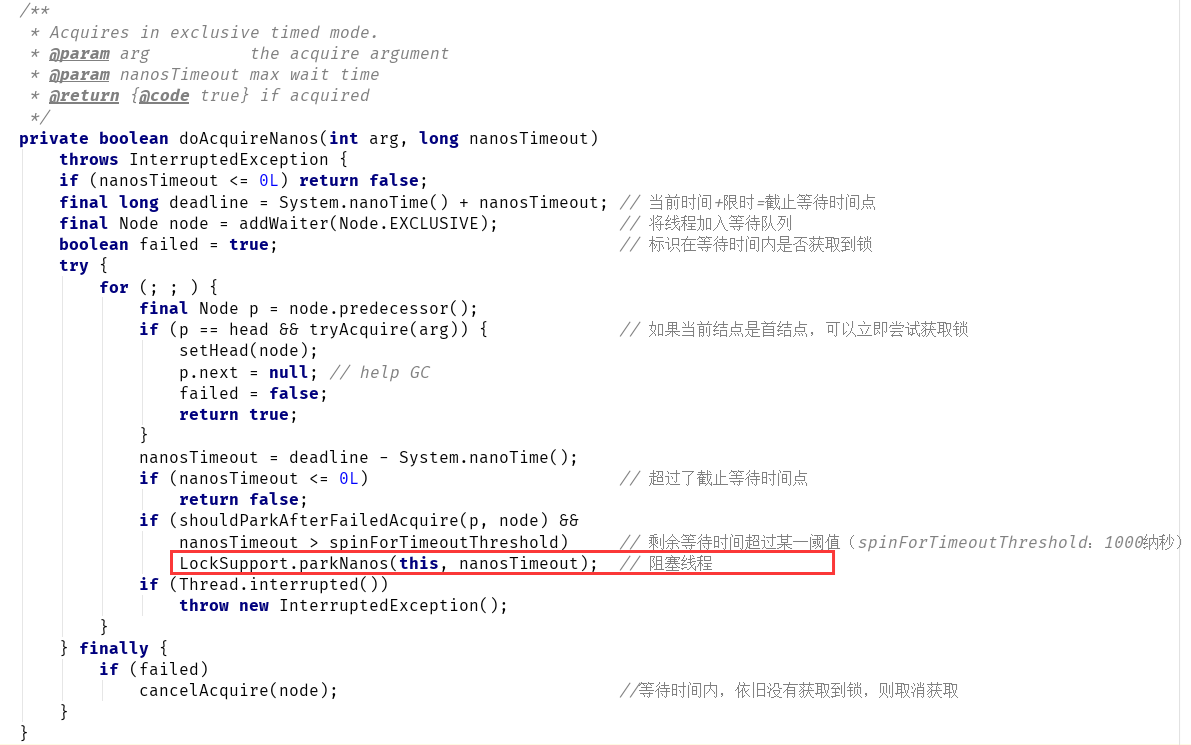 /**
 * Acquires in exclusive timed mode.
 * @param arg          the acquire argument
 * @param nanosTimeout max wait time
 * @return {@code true} if acquired
 */
private boolean doAcquireNanos(int arg, long nanosTimeout)
    throws InterruptedException {
    if (nanosTimeout <= 0L) return false;
    final long deadline = System.nanoTime() + nanosTimeout; // 当前时间+限时=截止等待时间点
    final Node node = addWaiter(Node.EXCLUSIVE);            // 将线程加入等待队列
    boolean failed = true;                                  // 标识在等待时间内是否获取到锁
    try {
        for (; ; ) {
            final Node p = node.predecessor();
            if (p == head && tryAcquire(arg)) {             // 如果当前结点是首结点，可以立即尝试获取锁
                setHead(node);
                p.next = null; // help GC
                failed = false;
                return true;
            }
            nanosTimeout = deadline - System.nanoTime();
            if (nanosTimeout <= 0L)                         // 超过了截止等待时间点
                return false;
            if (shouldParkAfterFailedAcquire(p, node) &&
                nanosTimeout > spinForTimeoutThreshold)     // 剩余等待时间超过某一阈值（spinForTimeoutThreshold：1000纳秒）
                LockSupport.parkNanos(this, nanosTimeout);  // 阻塞线程
            if (Thread.interrupted())
                throw new InterruptedException();
        }
    } finally {
        if (failed)
            cancelAcquire(node);                            //等待时间内，依旧没有获取到锁，则取消获取
    }
}